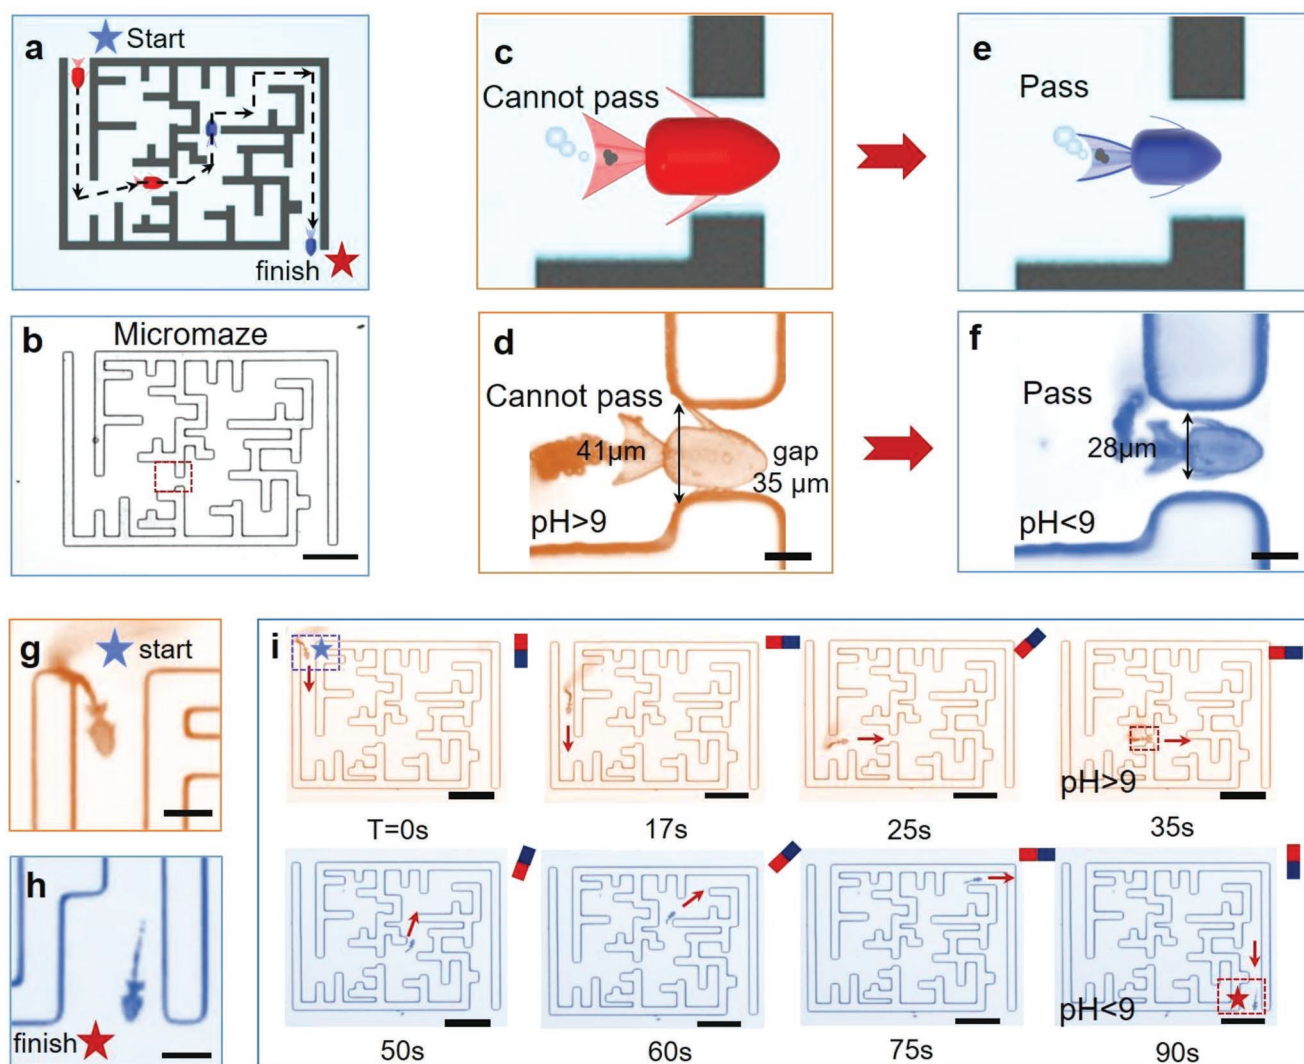 a
Start
finish
b
Micromaze
c
Cannot pass
e
Pass
d
Cannot pass
41μm
gap
35 μm
pH>9
f
Pass
28μm
pH<9
g
start
h
finish
i
pH>9
T=0s
17s
25s
35s
pH<9
50s
60s
75s
90s